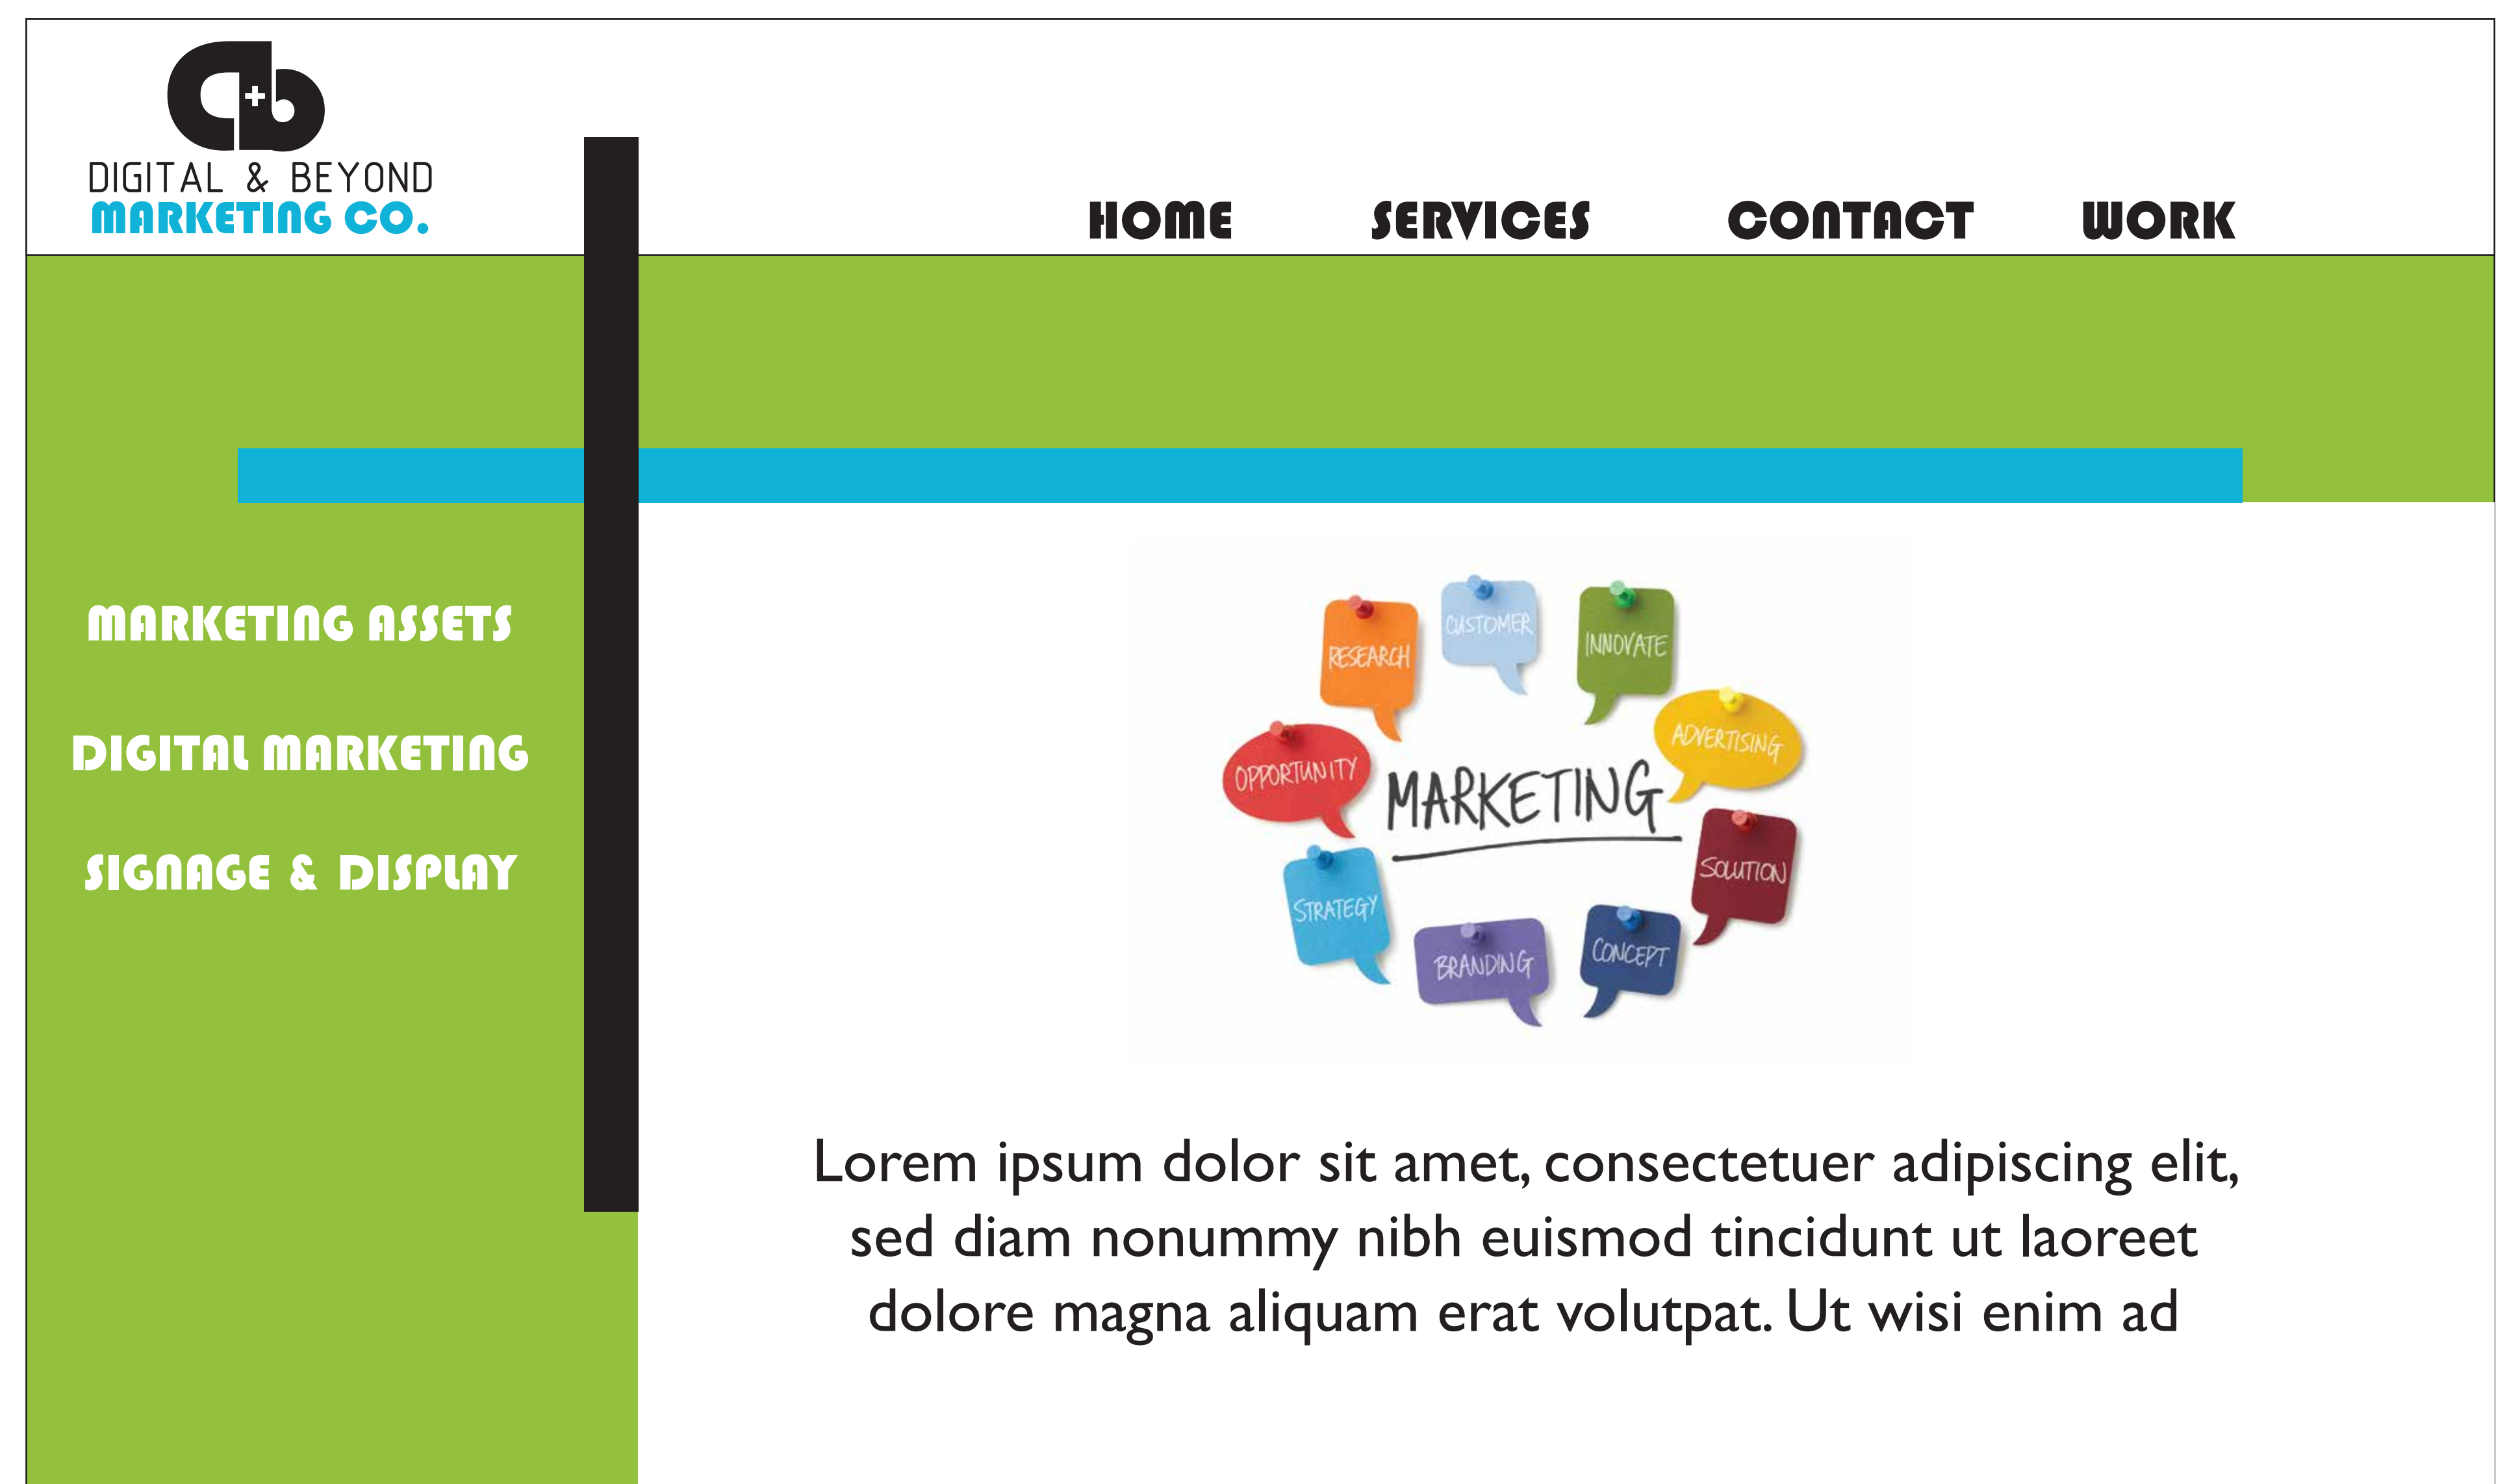 d+b
DIGITAL & BEYOND
MARKETING CO.
HOME SERVICES CONTACT WORK
MARKETING ASSETS
DIGITAL MARKETING
SIGNAGE & DISPLAY
CUSTOMER
RESEARCH
INNOVATE
ADVERTISING
OPPORTUNITY
MARKETING
SOLUTION
STRATEGY
BRANDING
CONCEPT
Lorem ipsum dolor sit amet, consectetuer adipiscing elit,
sed diam nonummy nibh euismod tincidunt ut laoreet
dolore magna aliquam erat volutpat. Ut wisi enim ad